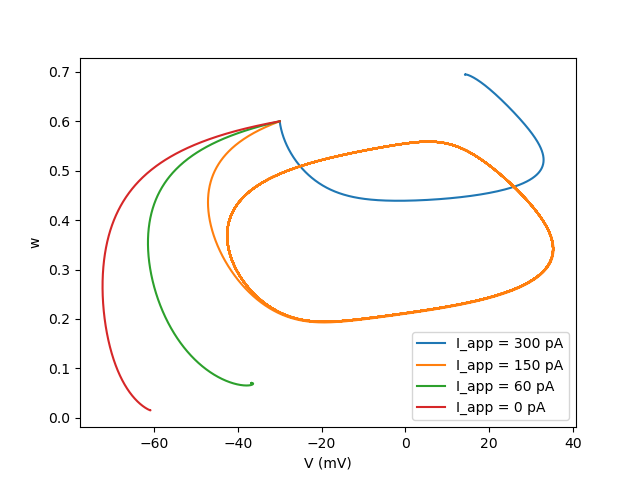 0.7
0.6
0.5
0.4
0.3
0.2
0.1
0.0
w
I_app = 300 pA
I_app = 150 pA
I_app = 60 pA
I_app = 0 pA
−60
−40
−20
0
20
40
V (mV)